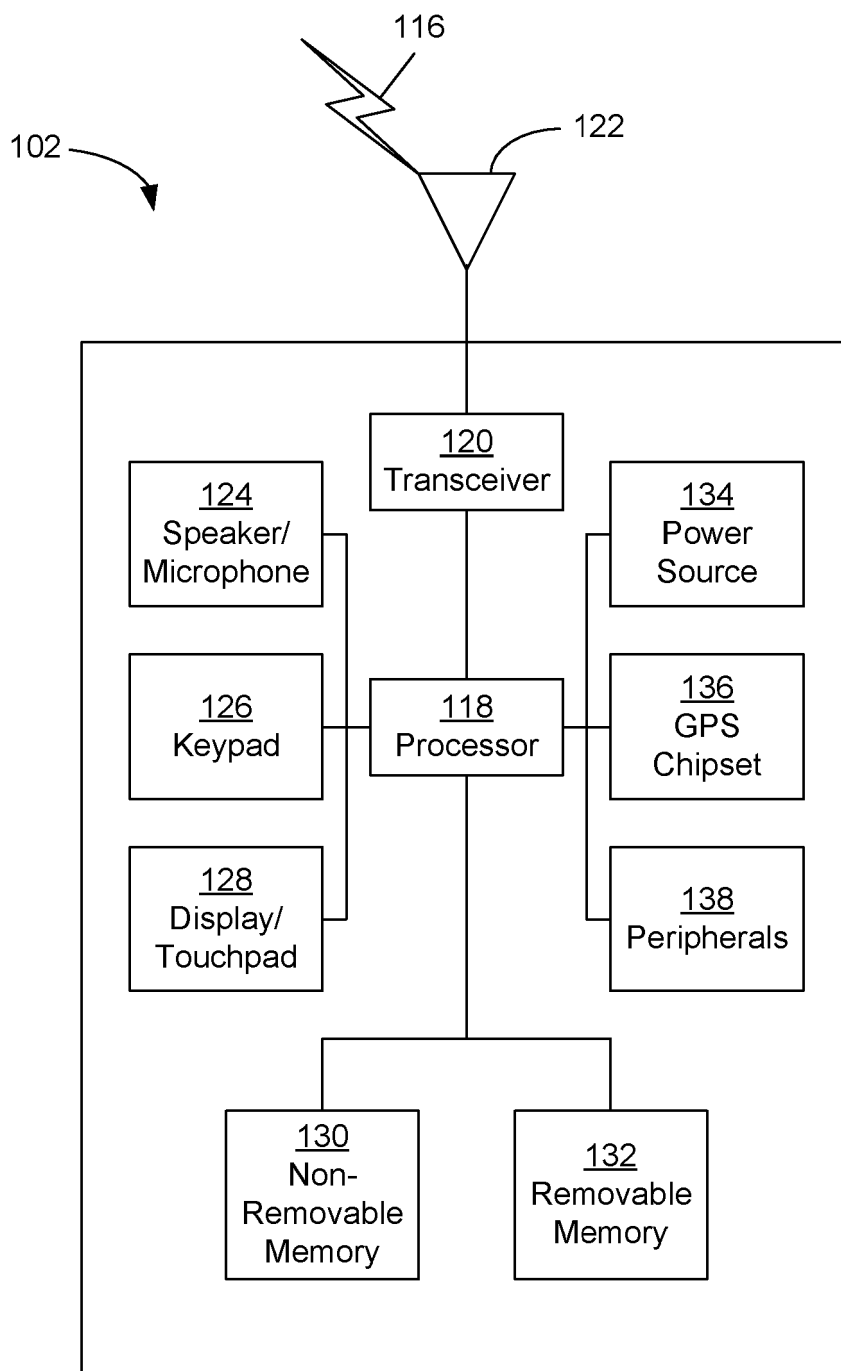 116
122
102
120
Transceiver
124
Speaker/
Microphone
134
Power
Source
126
Keypad
118
Processor
136
GPS
Chipset
128
Display/
Touchpad
138
Peripherals
130
Non-
Removable
Memory
132
Removable
Memory